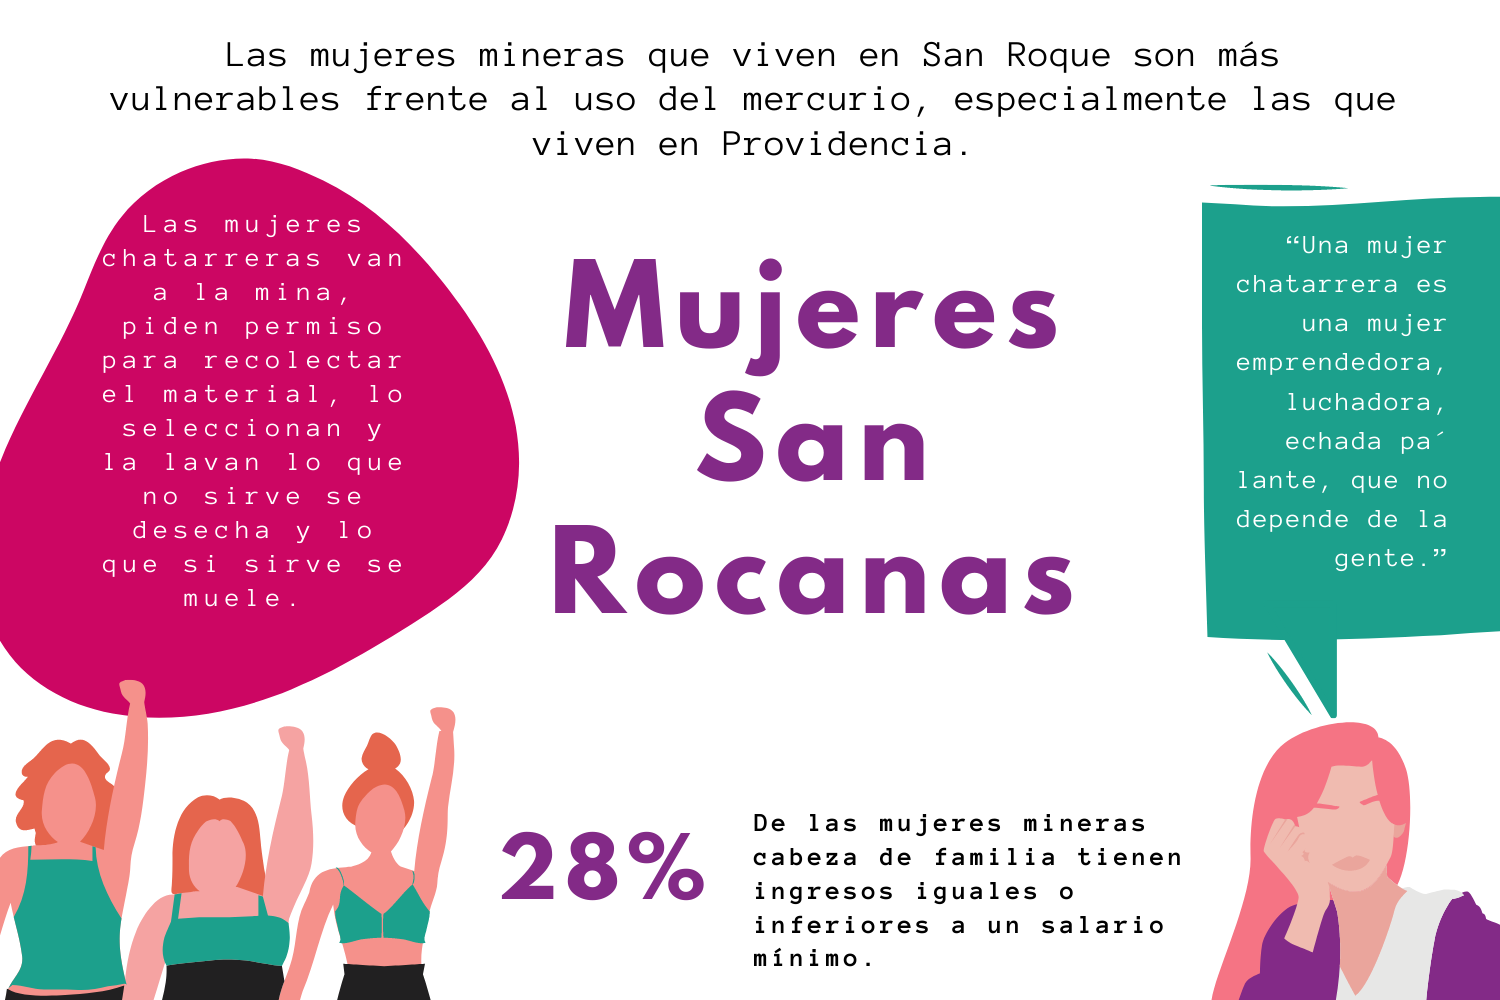 Las mujeres mineras que viven en San Roque son más
vulnerables frente al uso del mercurio, especialmente las que
viven en Providencia.
Las mujeres
chatarreras van
a la mina,
piden permiso
para recolectar
el material, lo
seleccionan y
la lavan lo que
no sirve se
desecha y lo
que si sirve se
muele.
Mujeres
San
Rocanas
“Una mujer
chatarrera es
una mujer
emprendedora,
luchadora,
echada pa´
lante, que no
depende de la
gente.”
28%
De las mujeres mineras
cabeza de familia tienen
ingresos iguales o
inferiores a un salario
mínimo.